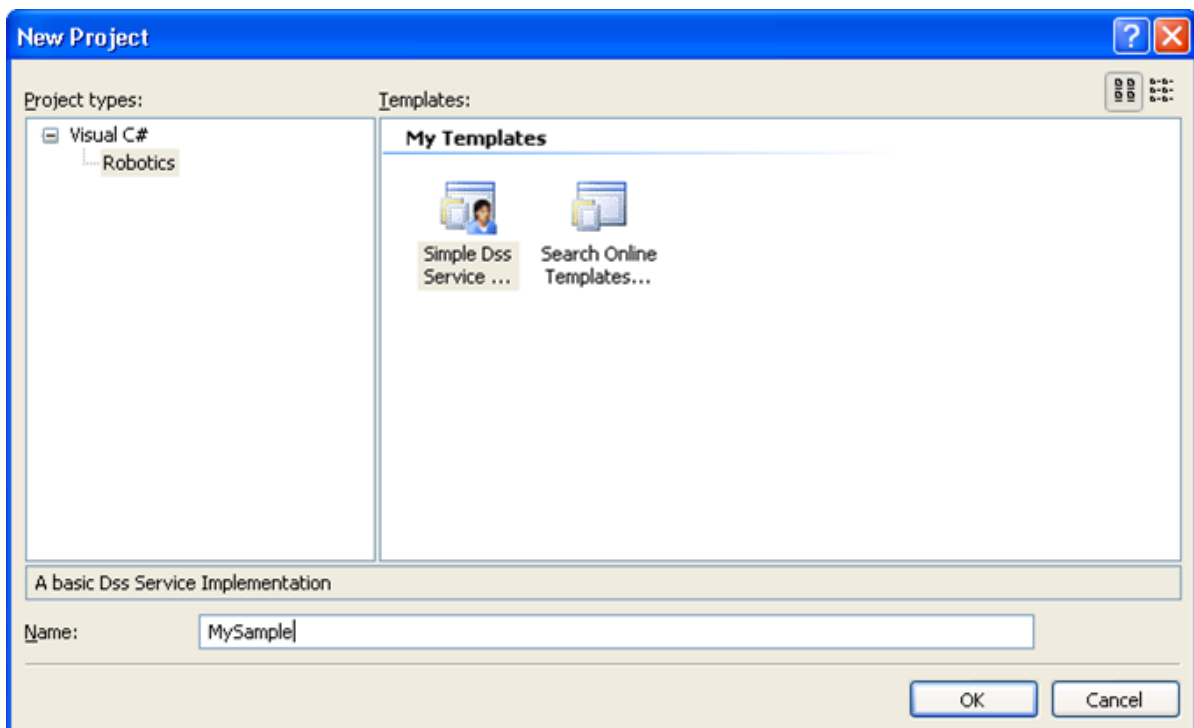 New Project
Project types:
Templates:
Visual C#
Robotics
My Templates
Simple Dss
Service ...
Search Online
Templates...
A basic Dss Service Implementation
Name:
MySample
OK
Cancel